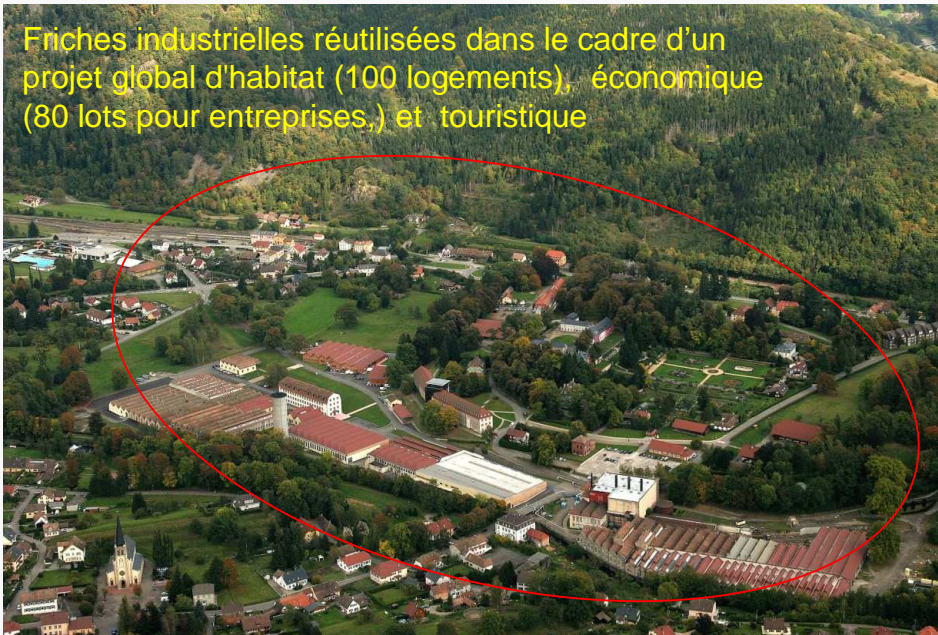 Friches industrielles réutilisées dans le cadre d’un
projet global d'habitat (100 logements), économique
(80 lots pour entreprises,) et touristique